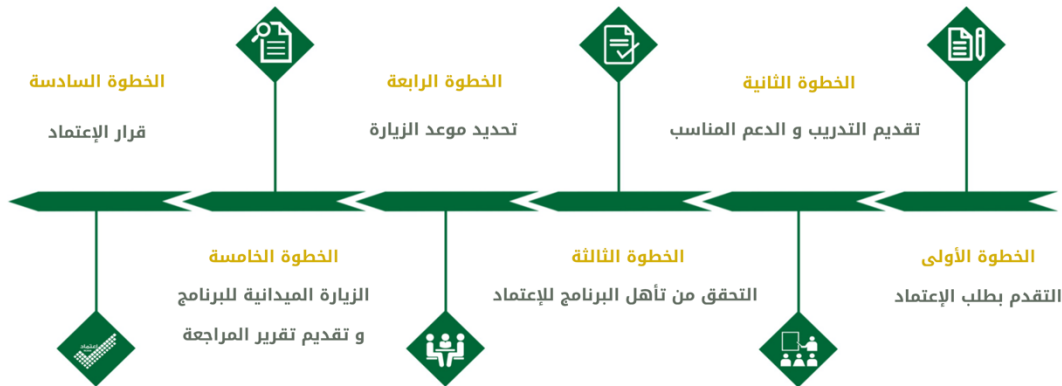 الخطوة الأولى
التقدم بطلب الإعتماد
الخطوة الثانية
تقديم التدريب و الدعم المناسب
الخطوة الثالثة
التحقق من تأهل البرنامج للإعتماد
الخطوة الرابعة
تحديد موعد الزيارة
الخطوة الخامسة
الزيارة الميدانية للبرنامج
و تقديم تقرير المراجعة
الخطوة السادسة
قرار الإعتماد
اعتماد